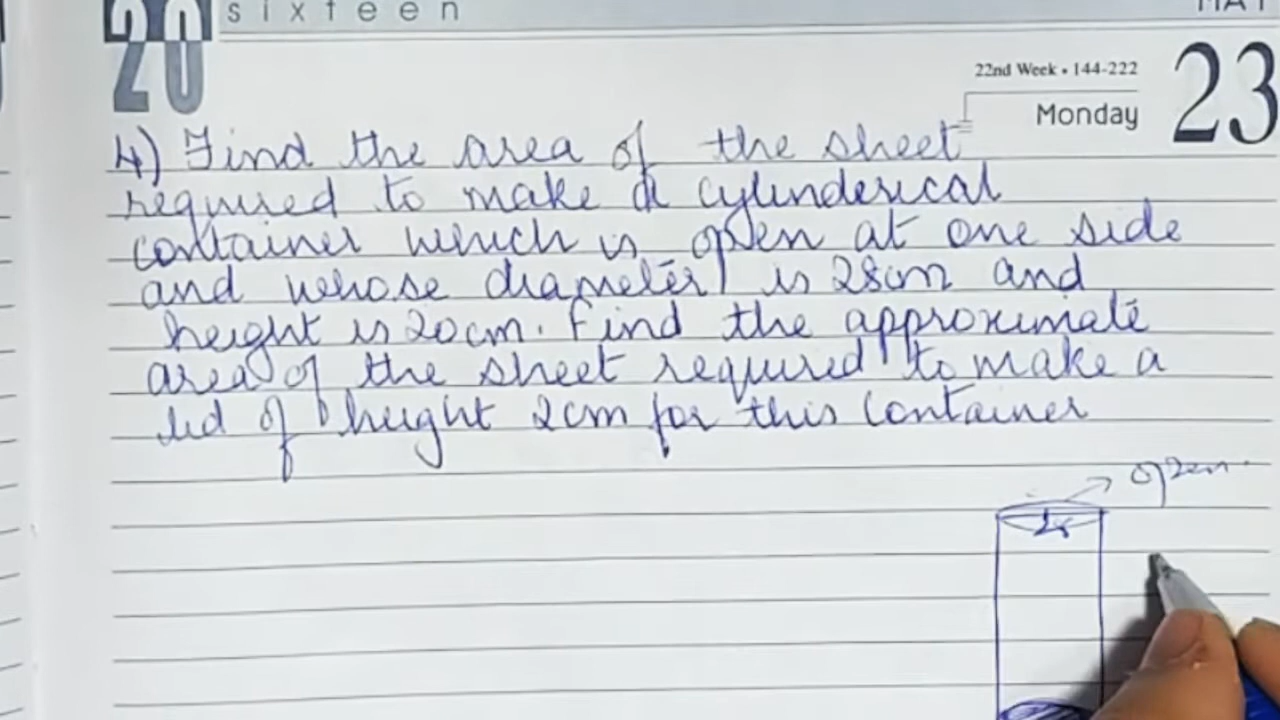 sixteen
20
22nd Week • 144-222
Monday
23
4) Find the area of the sheet
required to make a cylinderical
container which is open at one side
and whose diameter is 28cm and
height is 20cm. Find the approximate
area of the sheet required to make a
lid of height 2cm for this container
open.
28